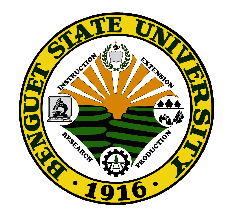 BENGUET STATE UNIVERSITY
INSTRUCTION
EXTENSION
RESEARCH
PRODUCTION
· 1916 ·